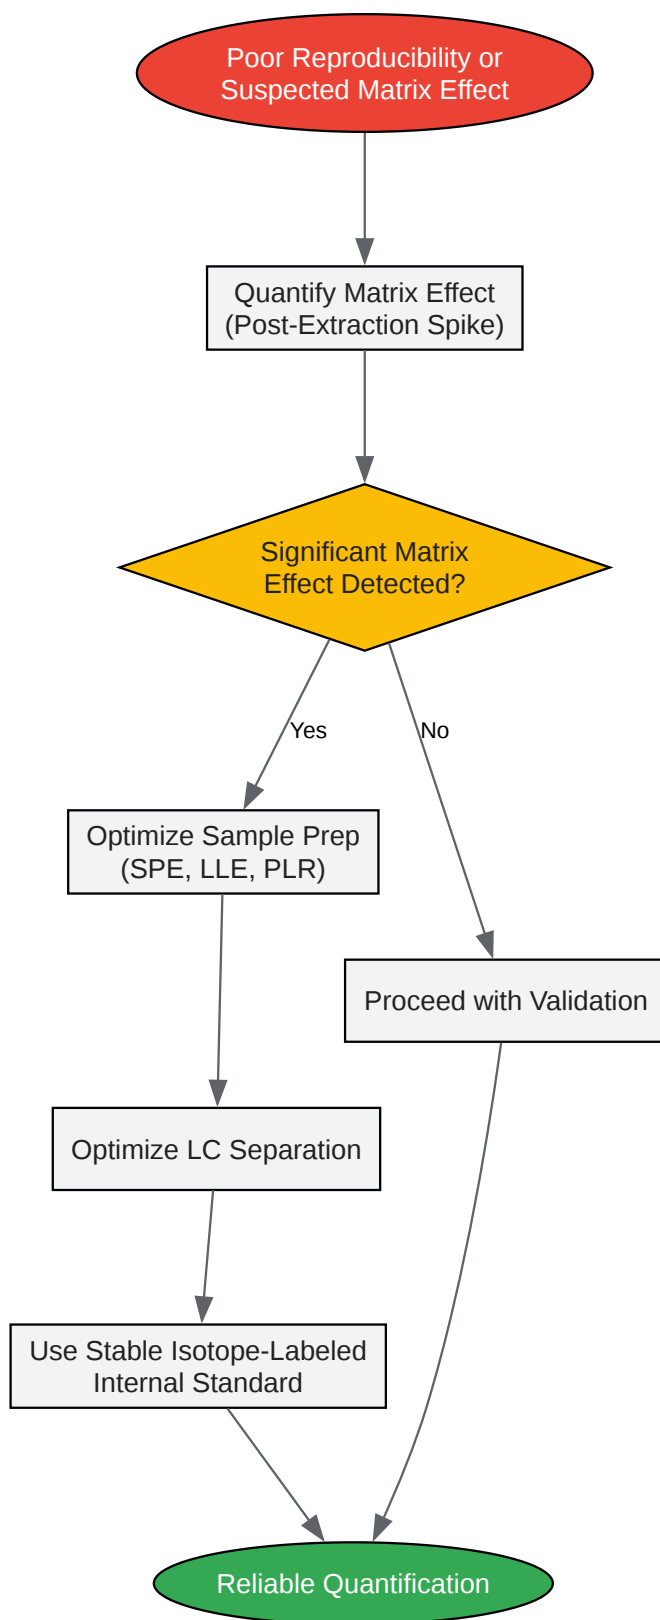 Poor Reproducibility or
Suspected Matrix Effect
Quantify Matrix Effect
(Post-Extraction Spike)
Significant Matrix
Effect Detected?
Yes
No
Optimize Sample Prep
(SPE, LLE, PLR)
Proceed with Validation
Optimize LC Separation
Use Stable Isotope-Labeled
Internal Standard
Reliable Quantification